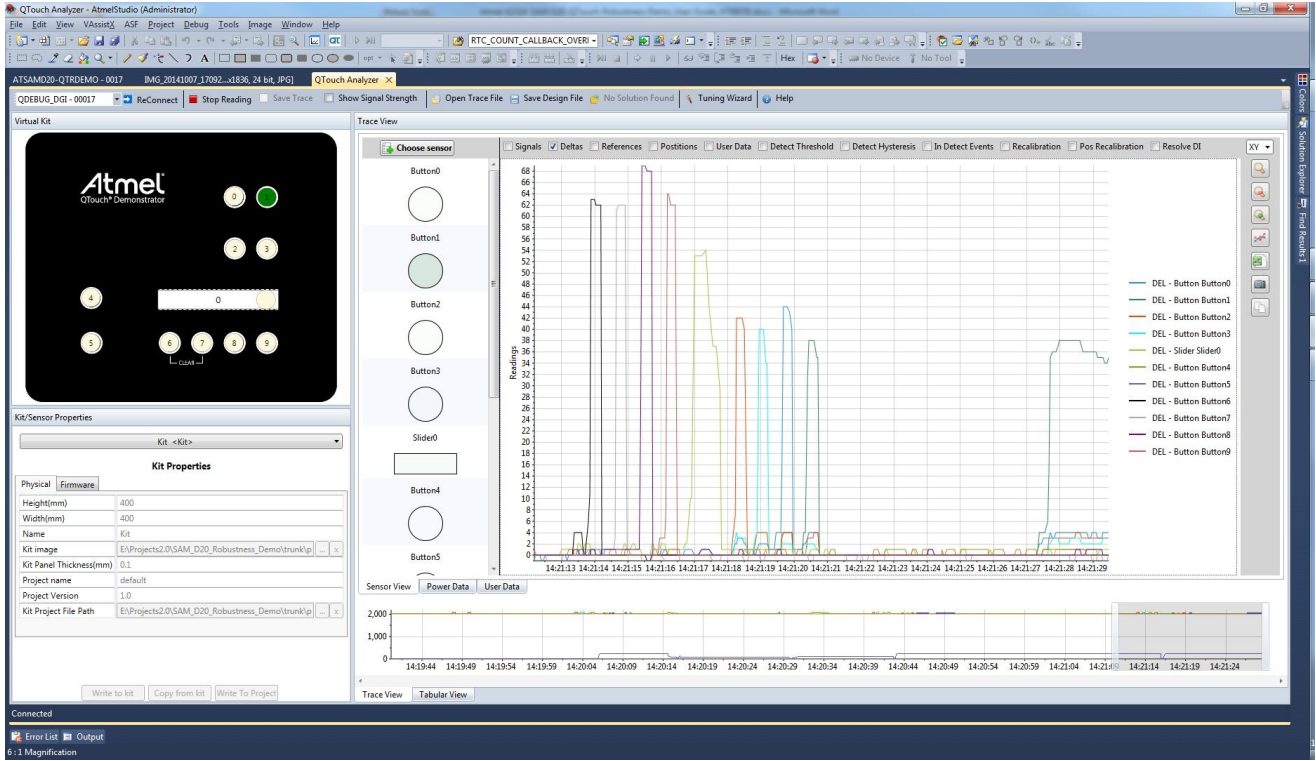 QTouch Analyzer - AtmelStudio (Administrator)
File Edit View VAssistX ASF Project Debug Tools Image Window Help
RTC_COUNT_CALLBACK_OVERI
Hex No Device No Tool
ATSAMD20-QTRDEMO - 0017 IMG_20141007_17092...x1836, 24 bit, JPG] QTouch Analyzer
QDEBUG_DGI - 00017 ReConnect Stop Reading Save Trace Show Signal Strength Open Trace File Save Design File No Solution Found Tuning Wizard Help
Virtual Kit
Atmel
QTouch® Demonstrator
0
2 3
4 0
5 6 7 8 9
CLEAR
Kit/Sensor Properties
Kit <Kit>
Kit Properties
Physical Firmware
Height(mm) 400
Width(mm) 400
Name Kit
Kit image E:\Projects2.0\SAM_D20_Robustness_Demo\trunk\p ... x
Kit Panel Thickness(mm) 0.1
Project name default
Project Version 1.0
Kit Project File Path E:\Projects2.0\SAM_D20_Robustness_Demo\trunk\p ... x
Write to kit Copy from kit Write To Project
Trace View
Choose sensor
Signals Deltas References Postitions User Data Detect Threshold Detect Hysteresis In Detect Events Recalibration Pos Recalibration Resolve DI XY
Button0
Button1
Button2
Button3
Slider0
Button4
Button5
Readings
68
66
64
62
60
58
56
54
52
50
48
46
44
42
40
38
36
34
32
30
28
26
24
22
20
18
16
14
12
10
8
6
4
2
0
14:21:13 14:21:14 14:21:15 14:21:16 14:21:17 14:21:18 14:21:19 14:21:20 14:21:21 14:21:22 14:21:23 14:21:24 14:21:25 14:21:26 14:21:27 14:21:28 14:21:29
DEL - Button Button0
DEL - Button Button1
DEL - Button Button2
DEL - Button Button3
DEL - Slider Slider0
DEL - Button Button4
DEL - Button Button5
DEL - Button Button6
DEL - Button Button7
DEL - Button Button8
DEL - Button Button9
Sensor View Power Data User Data
2,000
1,000
0
14:19:44 14:19:49 14:19:54 14:19:59 14:20:04 14:20:09 14:20:14 14:20:19 14:20:24 14:20:29 14:20:34 14:20:39 14:20:44 14:20:49 14:20:54 14:20:59 14:21:04 14:21:09 14:21:14 14:21:19 14:21:24
Trace View Tabular View
Colors
Solution Explorer
Find Results 1
Connected
Error List Output
6 : 1 Magnification